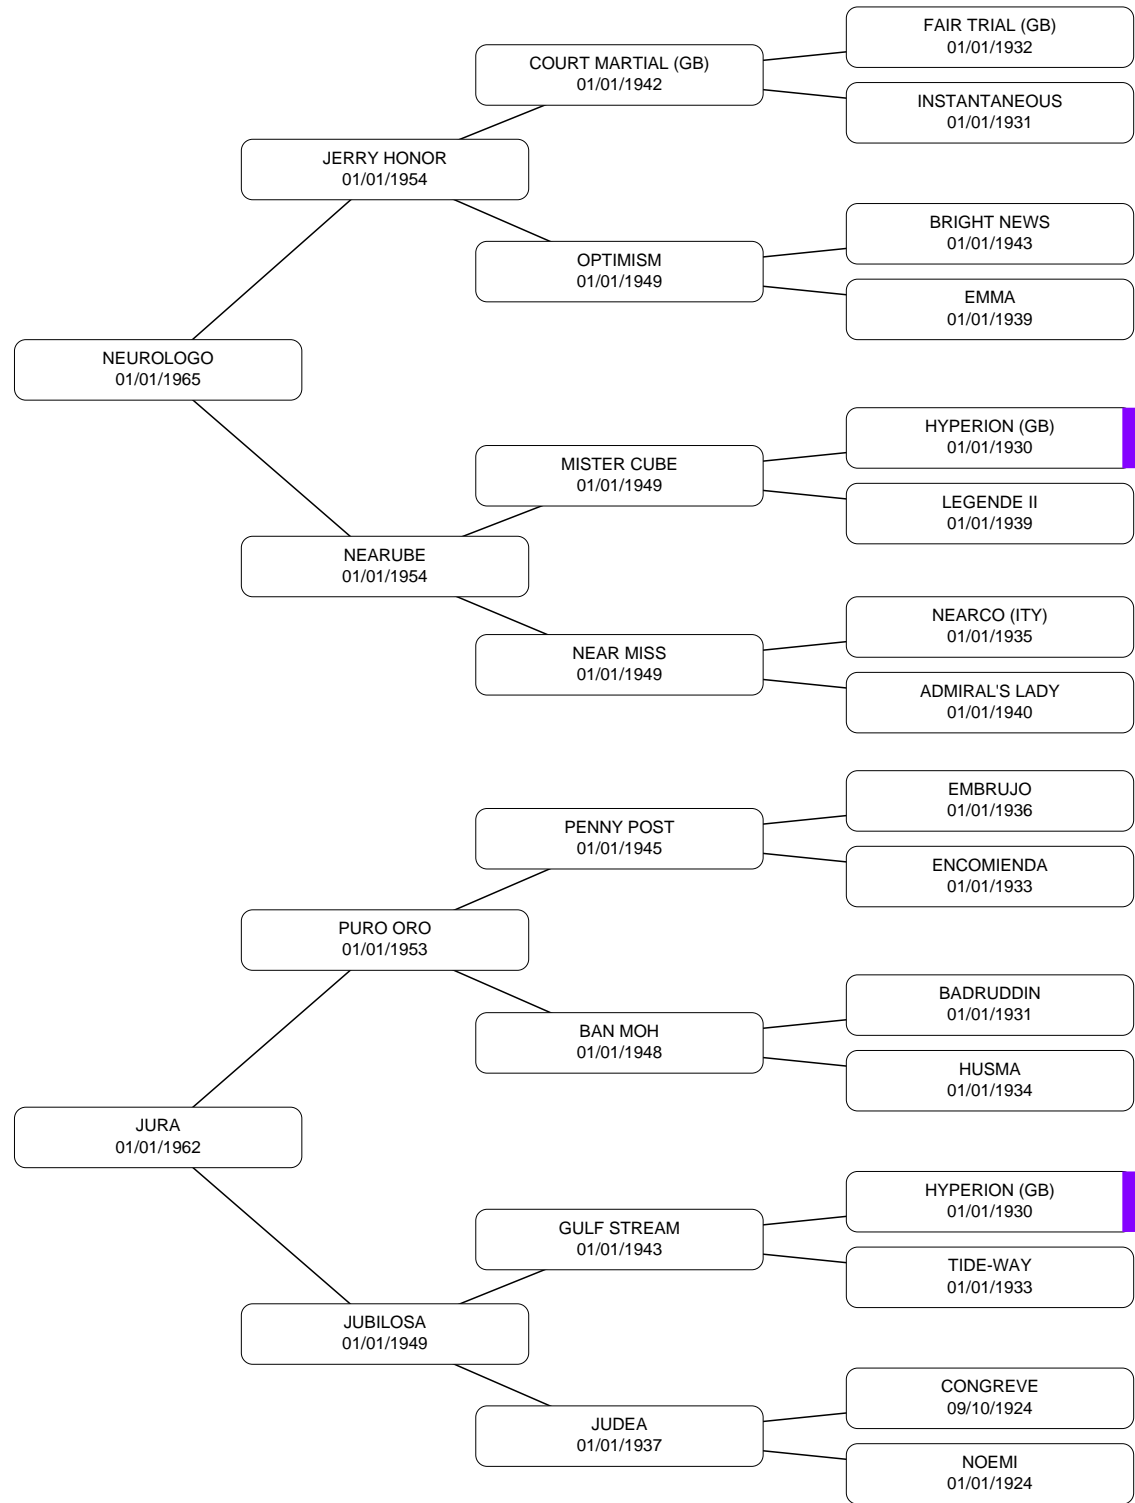 FAIR TRIAL (GB)
01/01/1932
COURT MARTIAL (GB)
01/01/1942
INSTANTANEOUS
01/01/1931
JERRY HONOR
01/01/1954
BRIGHT NEWS
01/01/1943
OPTIMISM
01/01/1949
EMMA
01/01/1939
NEUROLOGO
01/01/1965
HYPERION (GB)
01/01/1930
MISTER CUBE
01/01/1949
LEGENDE II
01/01/1939
NEARUBE
01/01/1954
NEARCO (ITY)
01/01/1935
NEAR MISS
01/01/1949
ADMIRAL'S LADY
01/01/1940
EMBRUJO
01/01/1936
PENNY POST
01/01/1945
ENCOMIENDA
01/01/1933
PURO ORO
01/01/1953
BADRUDDIN
01/01/1931
BAN MOH
01/01/1948
HUSMA
01/01/1934
JURA
01/01/1962
HYPERION (GB)
01/01/1930
GULF STREAM
01/01/1943
TIDE-WAY
01/01/1933
JUBILOSA
01/01/1949
CONGREVE
09/10/1924
JUDEA
01/01/1937
NOEMI
01/01/1924